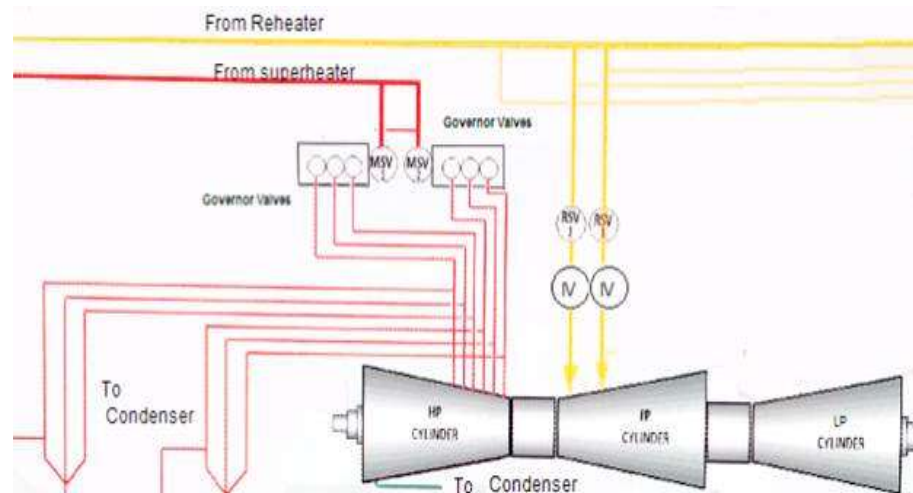 From Reheater
From superheater
Governor Valves
MSV
MSV
2
Governor Valves
RSV
RSV
IV
IV
To
Condenser
HP
CYLINDER
IP
CYLINDER
LP
CYLINDER
To Condenser